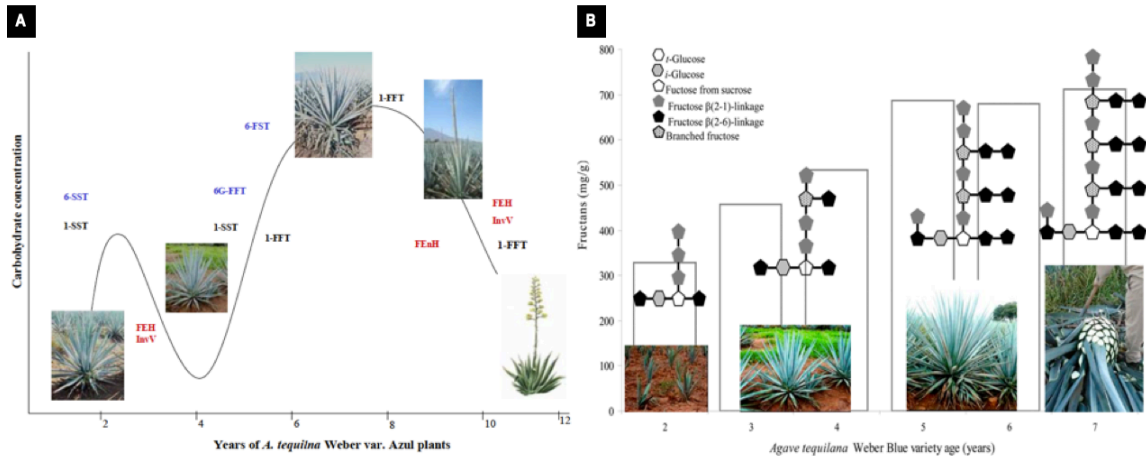 A
Carbohydrate concentration
6-SST
1-SST
FEH
InvV
6G-FFT
1-SST
6-FST
1-FFT
1-FFT
FEnH
FEH
InvV
1-FFT
2
4
6
8
10
12
Years of A. tequilna Weber var. Azul plants
B
Fructans (mg/g)
800
700
600
500
400
300
200
100
0
t-Glucose
i-Glucose
Fuctose from sucrose
Fructose β(2-1)-linkage
Fructose β(2-6)-linkage
Branched fructose
2
3
4
5
6
7
Agave tequilana Weber Blue variety age (years)